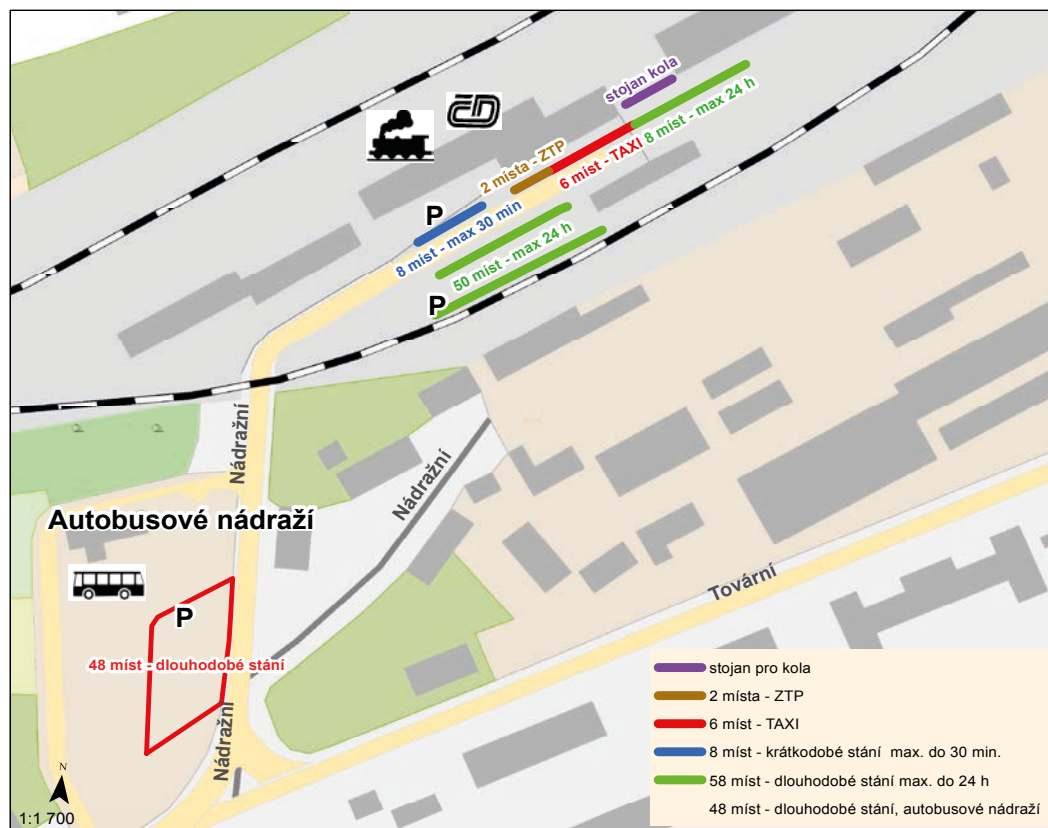 stojan kola
8 míst - max 24 h
ČD
2 místa - ZTP
6 míst - TAXI
P
8 míst - max 30 min
50 míst - max 24 h
P
Nádražní
Nádražní
Autobusové nádraží
Tovární
P
48 míst - dlouhodobé stání
Nádražní
N
1:1 700
stojan pro kola
2 místa - ZTP
6 míst - TAXI
8 míst - krátkodobé stání max. do 30 min.
58 míst - dlouhodobé stání max. do 24 h
48 míst - dlouhodobé stání, autobusové nádraží